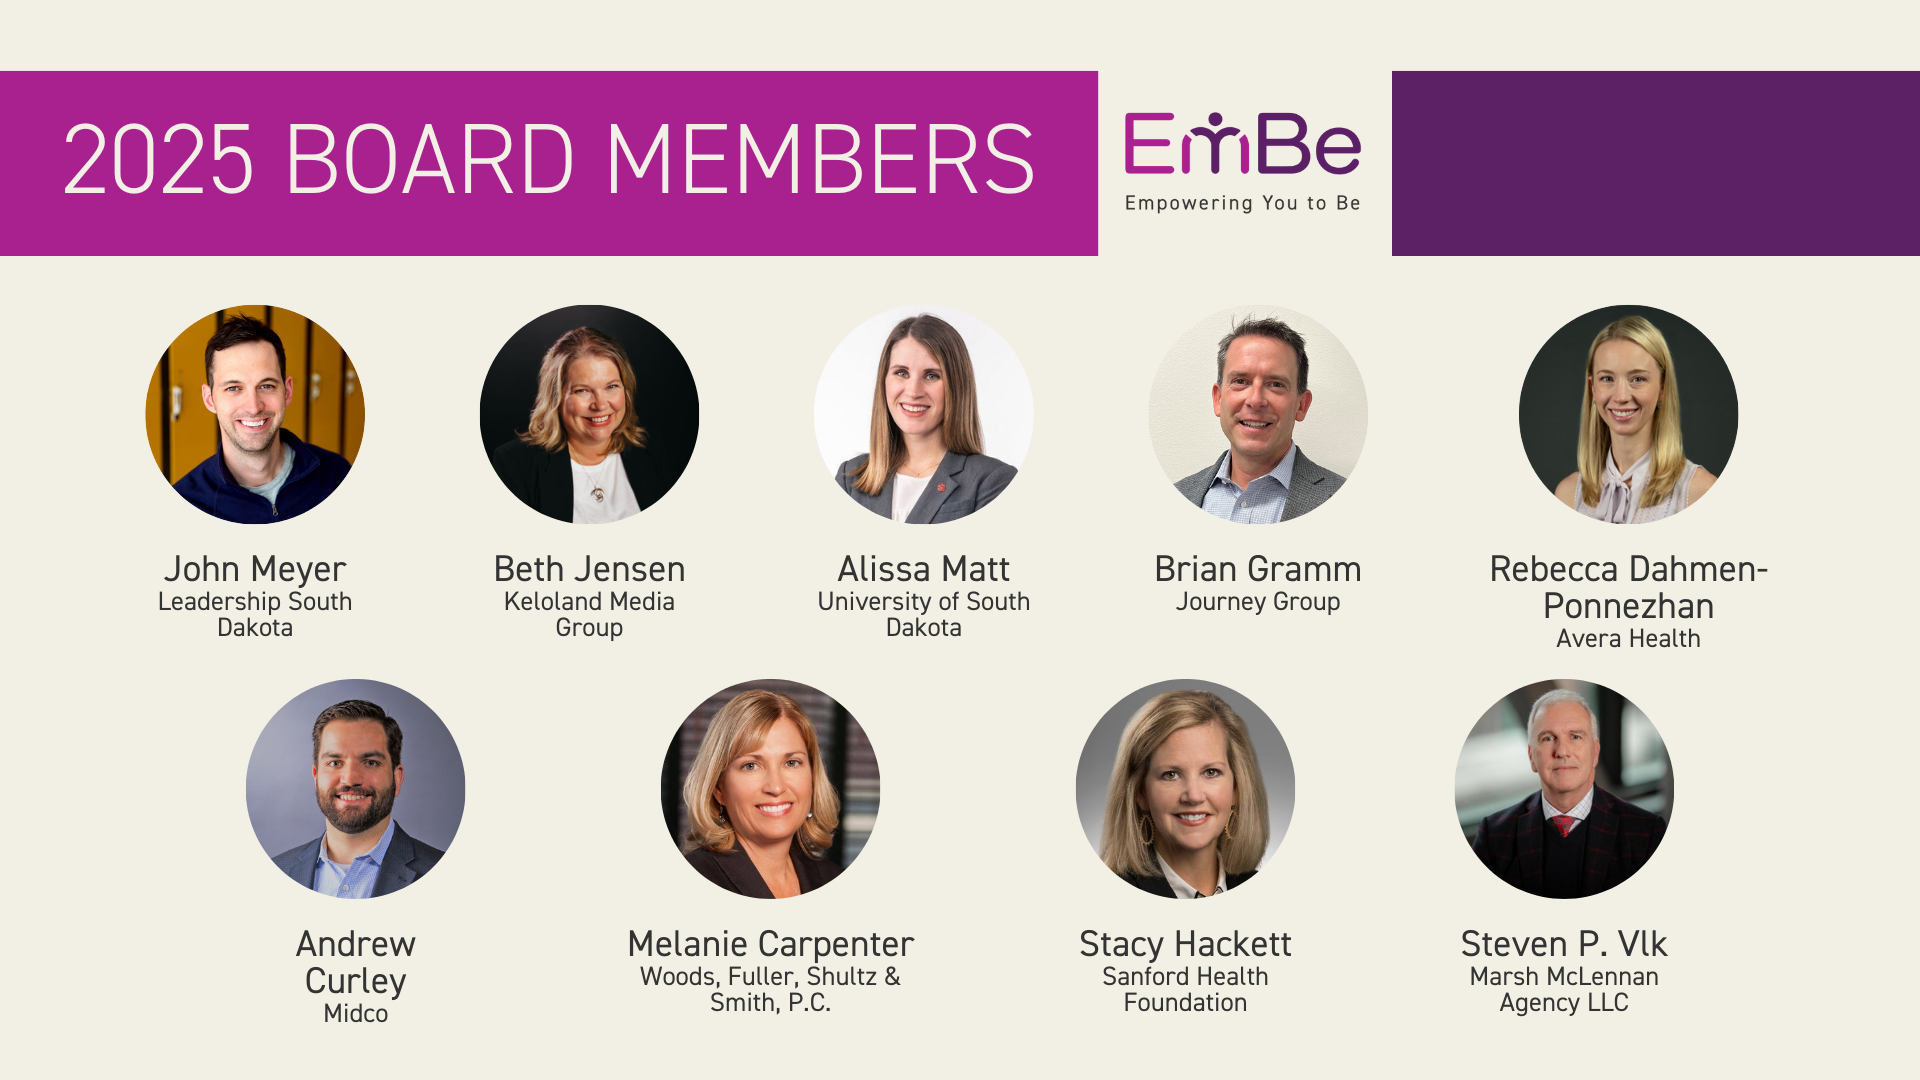 2025 BOARD MEMBERS
EmBe
Empowering You to Be
John Meyer
Leadership South
Dakota
Beth Jensen
Keloland Media
Group
Alissa Matt
University of South
Dakota
Brian Gramm
Journey Group
Rebecca Dahmen-
Ponnezhan
Avera Health
Andrew
Curley
Midco
Melanie Carpenter
Woods, Fuller, Shultz &
Smith, P.C.
Stacy Hackett
Sanford Health
Foundation
Steven P. Vlk
Marsh McLennan
Agency LLC